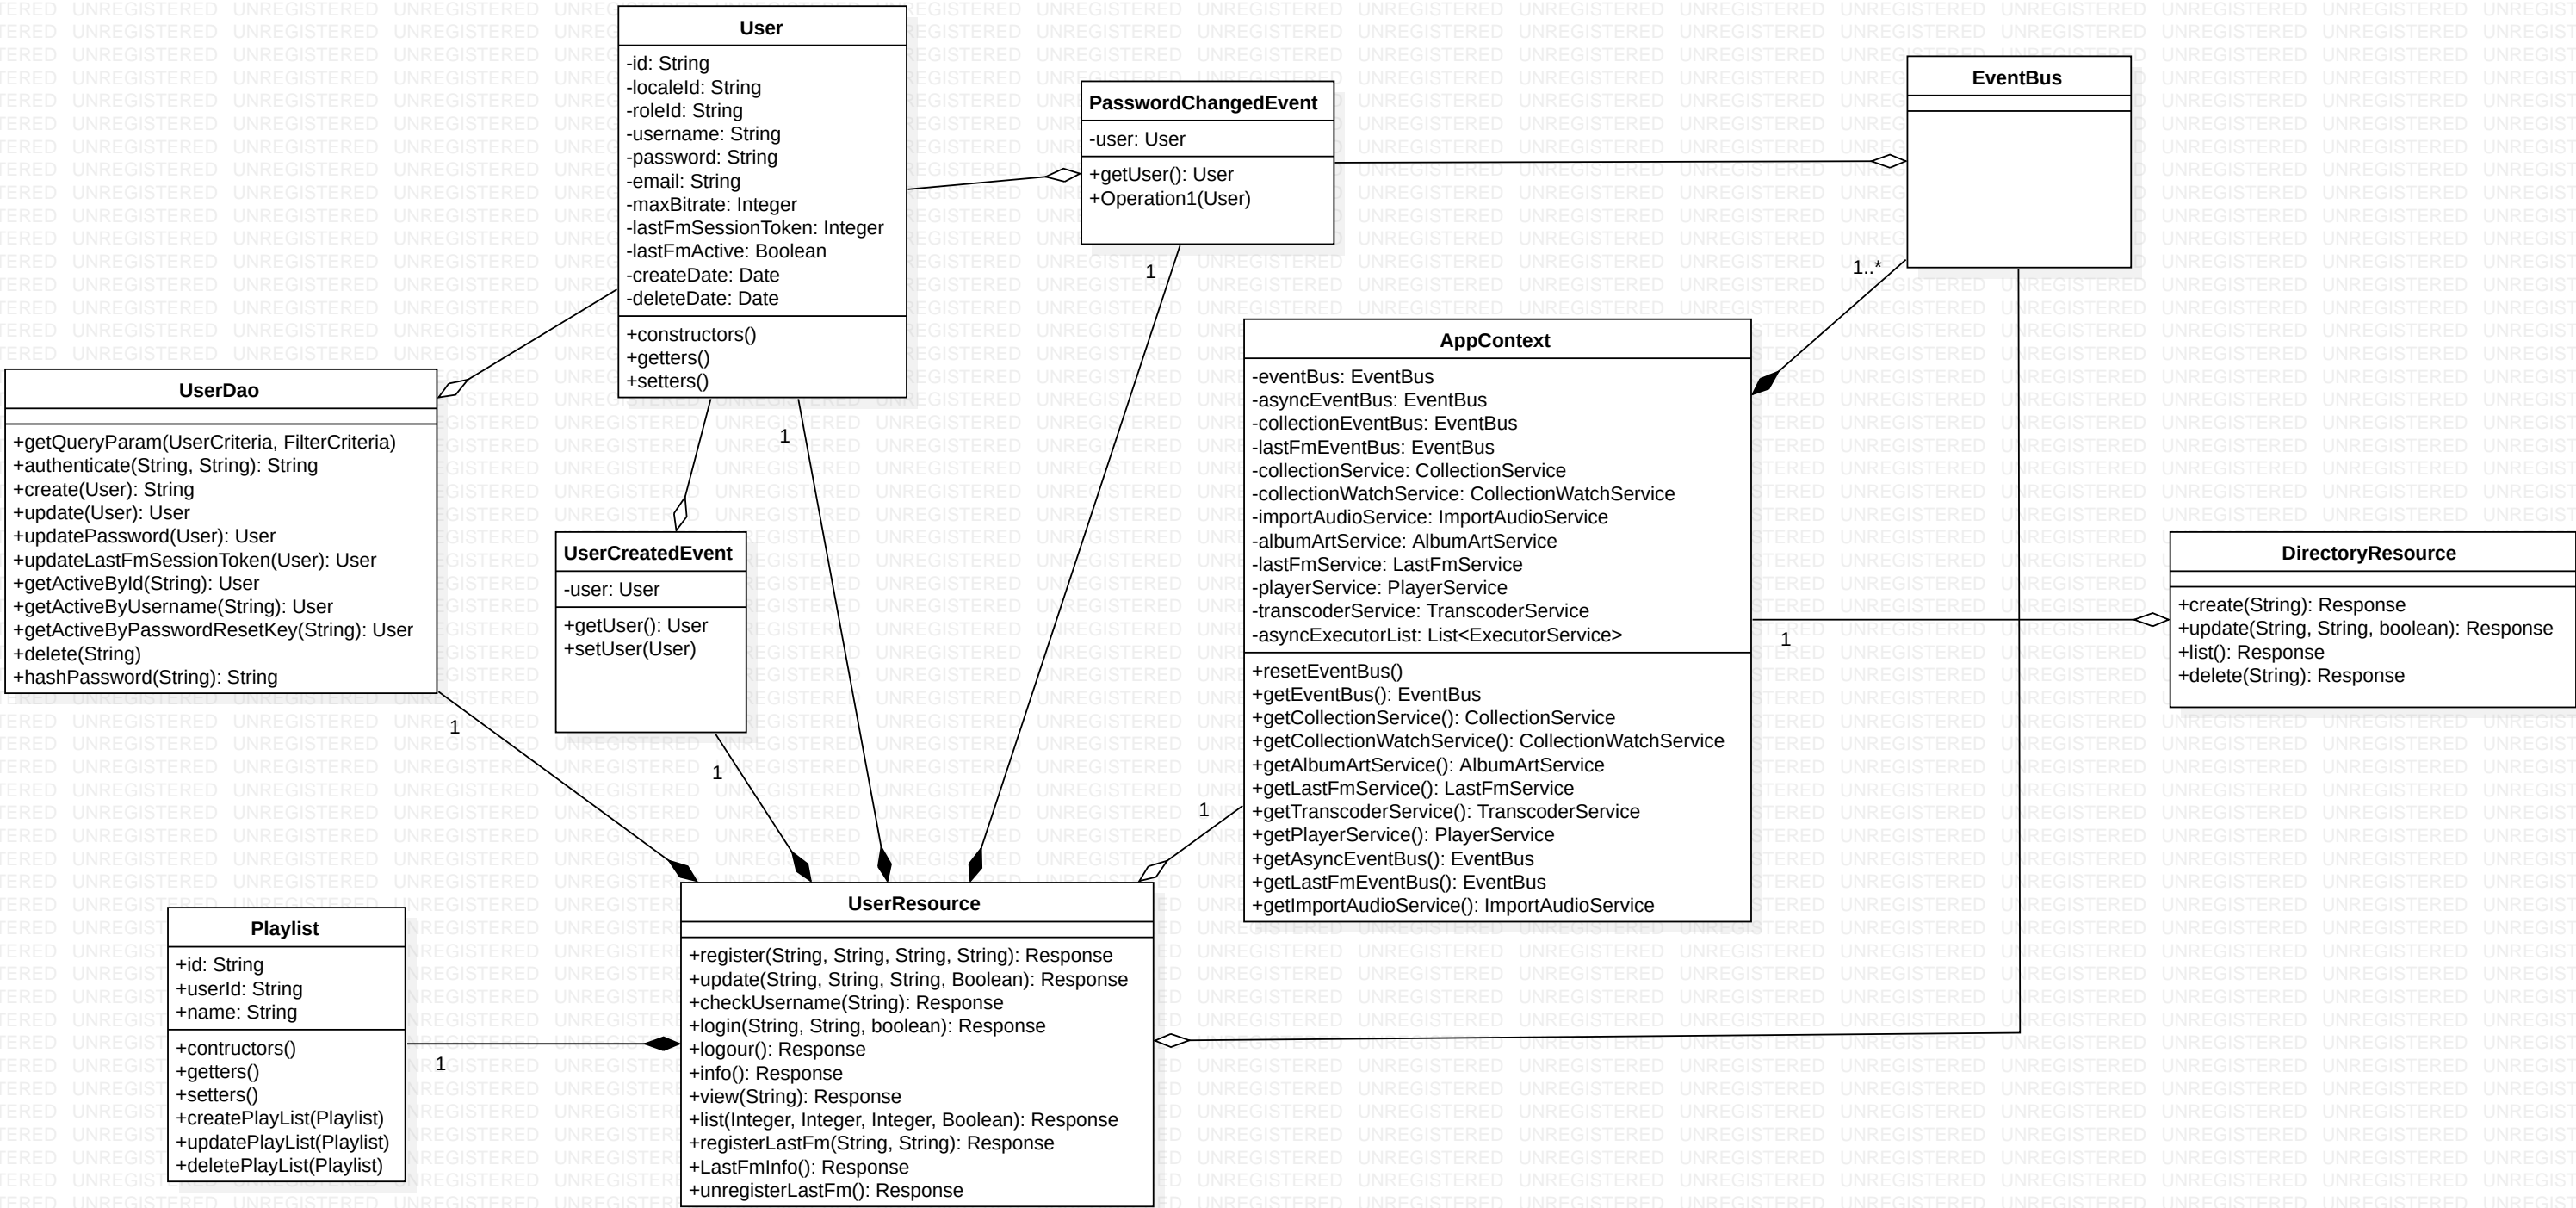 User
-id: String
-localeId: String
-roleId: String
-username: String
-password: String
-email: String
-maxBitrate: Integer
-lastFmSessionToken: Integer
-lastFmActive: Boolean
-createDate: Date
-deleteDate: Date
+constructors()
+getters()
+setters()
PasswordChangedEvent
-user: User
+getUser(): User
+Operation1(User)
1
EventBus
1..*
AppContext
-eventBus: EventBus
-asyncEventBus: EventBus
-collectionEventBus: EventBus
-lastFmEventBus: EventBus
-collectionService: CollectionService
-collectionWatchService: CollectionWatchService
-importAudioService: ImportAudioService
-albumArtService: AlbumArtService
-lastFmService: LastFmService
-playerService: PlayerService
-transcoderService: TranscoderService
-asyncExecutorList: List<ExecutorService>
+resetEventBus()
+getEventBus(): EventBus
+getCollectionService(): CollectionService
+getCollectionWatchService(): CollectionWatchService
+getAlbumArtService(): AlbumArtService
+getLastFmService(): LastFmService
+getTranscoderService(): TranscoderService
+getPlayerService(): PlayerService
+getAsyncEventBus(): EventBus
+getLastFmEventBus(): EventBus
+getImportAudioService(): ImportAudioService
1
1
DirectoryResource
+create(String): Response
+update(String, String, boolean): Response
+list(): Response
+delete(String): Response
UserDao
+getQueryParam(UserCriteria, FilterCriteria)
+authenticate(String, String): String
+create(User): String
+update(User): User
+updatePassword(User): User
+updateLastFmSessionToken(User): User
+getActiveById(String): User
+getActiveByUsername(String): User
+getActiveByPasswordResetKey(String): User
+delete(String)
+hashPassword(String): String
1
1
UserCreatedEvent
-user: User
+getUser(): User
+setUser(User)
1
Playlist
+id: String
+userId: String
+name: String
+contructors()
+getters()
+setters()
+createPlayList(Playlist)
+updatePlayList(Playlist)
+deletePlayList(Playlist)
1
UserResource
+register(String, String, String, String): Response
+update(String, String, String, Boolean): Response
+checkUsername(String): Response
+login(String, String, boolean): Response
+logour(): Response
+info(): Response
+view(String): Response
+list(Integer, Integer, Integer, Boolean): Response
+registerLastFm(String, String): Response
+LastFmInfo(): Response
+unregisterLastFm(): Response
UNREGISTERED